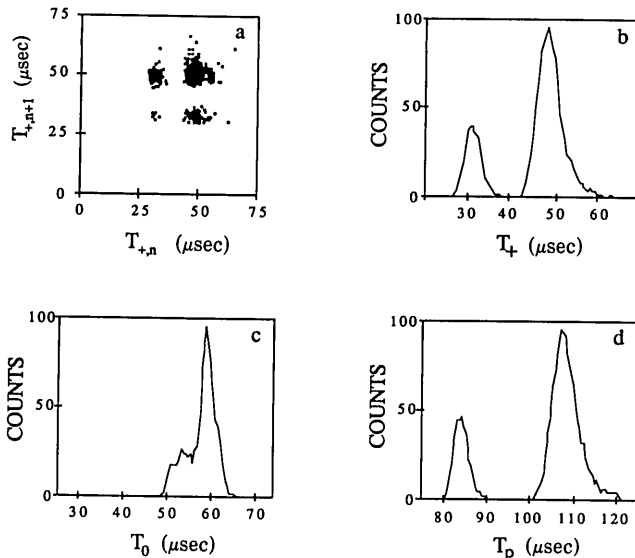 a
75
50
25
0
T+,n+1 (μsec)
0 25 50 75
T+,n (μsec)
b
100
50
0
COUNTS
30 40 50 60
T+ (μsec)
c
100
50
0
COUNTS
30 40 50 60 70
T0 (μsec)
d
100
50
0
COUNTS
80 90 100 110 120
Tp (μsec)